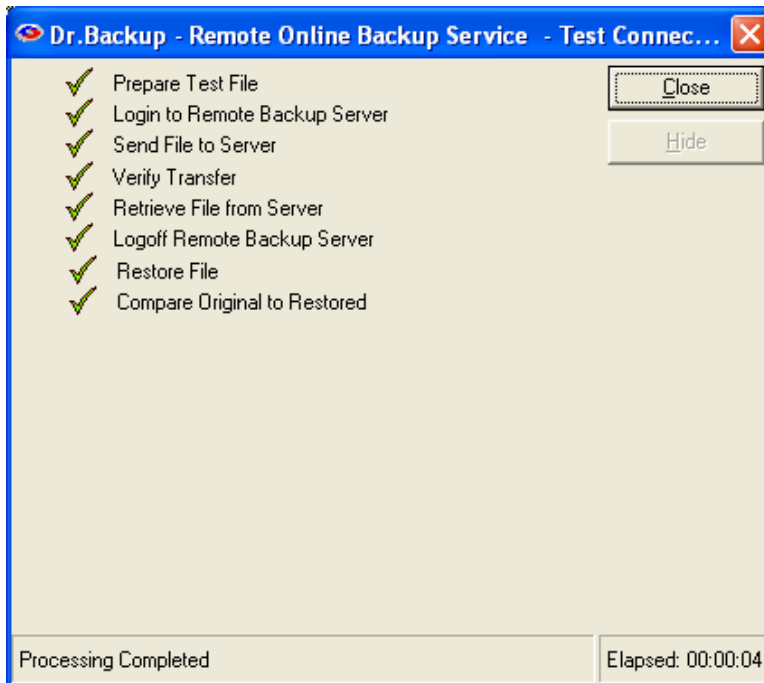 Dr.Backup - Remote Online Backup Service - Test Connec...
Prepare Test File
Close
Login to Remote Backup Server
Send File to Server
Hide
Verify Transfer
Retrieve File from Server
Logoff Remote Backup Server
Restore File
Compare Original to Restored
Processing Completed
Elapsed: 00:00:04